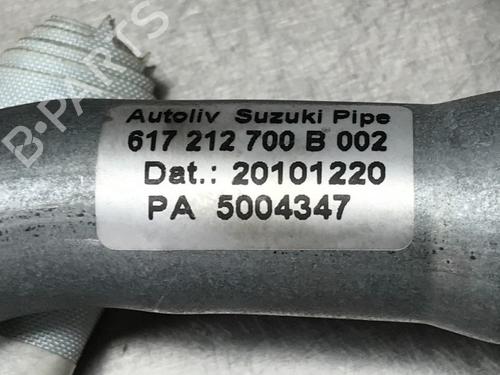 B-PARTS
Autoliv Suzuki Pipe
617 212 700 B 002
Dat.: 20101220
PA 5004347